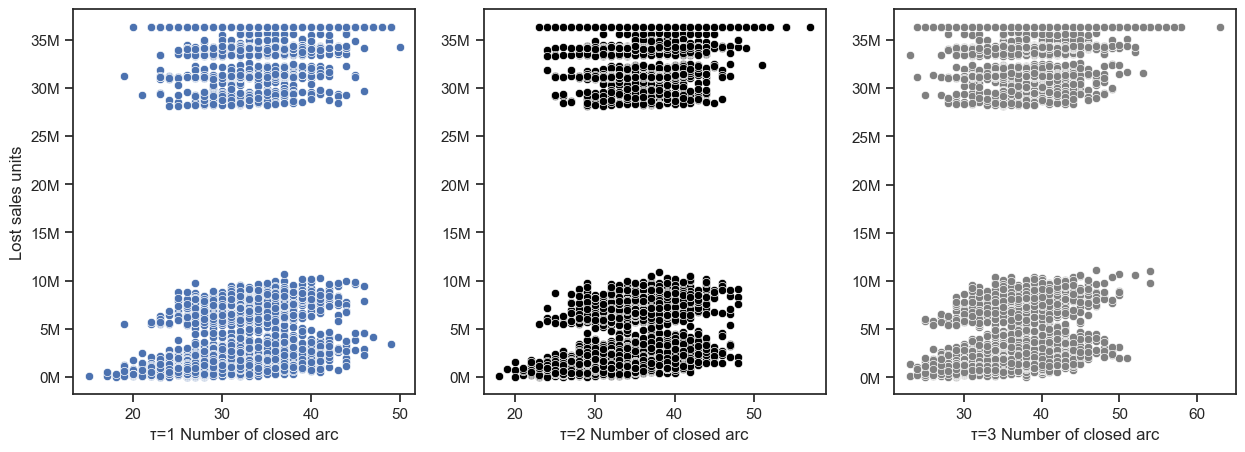 Lost sales units
35M
30M
25M
20M
15M
10M
5M
0M
20
30
40
50
τ=1 Number of closed arc
35M
30M
25M
20M
15M
10M
5M
0M
20
30
40
50
τ=2 Number of closed arc
35M
30M
25M
20M
15M
10M
5M
0M
30
40
50
60
τ=3 Number of closed arc